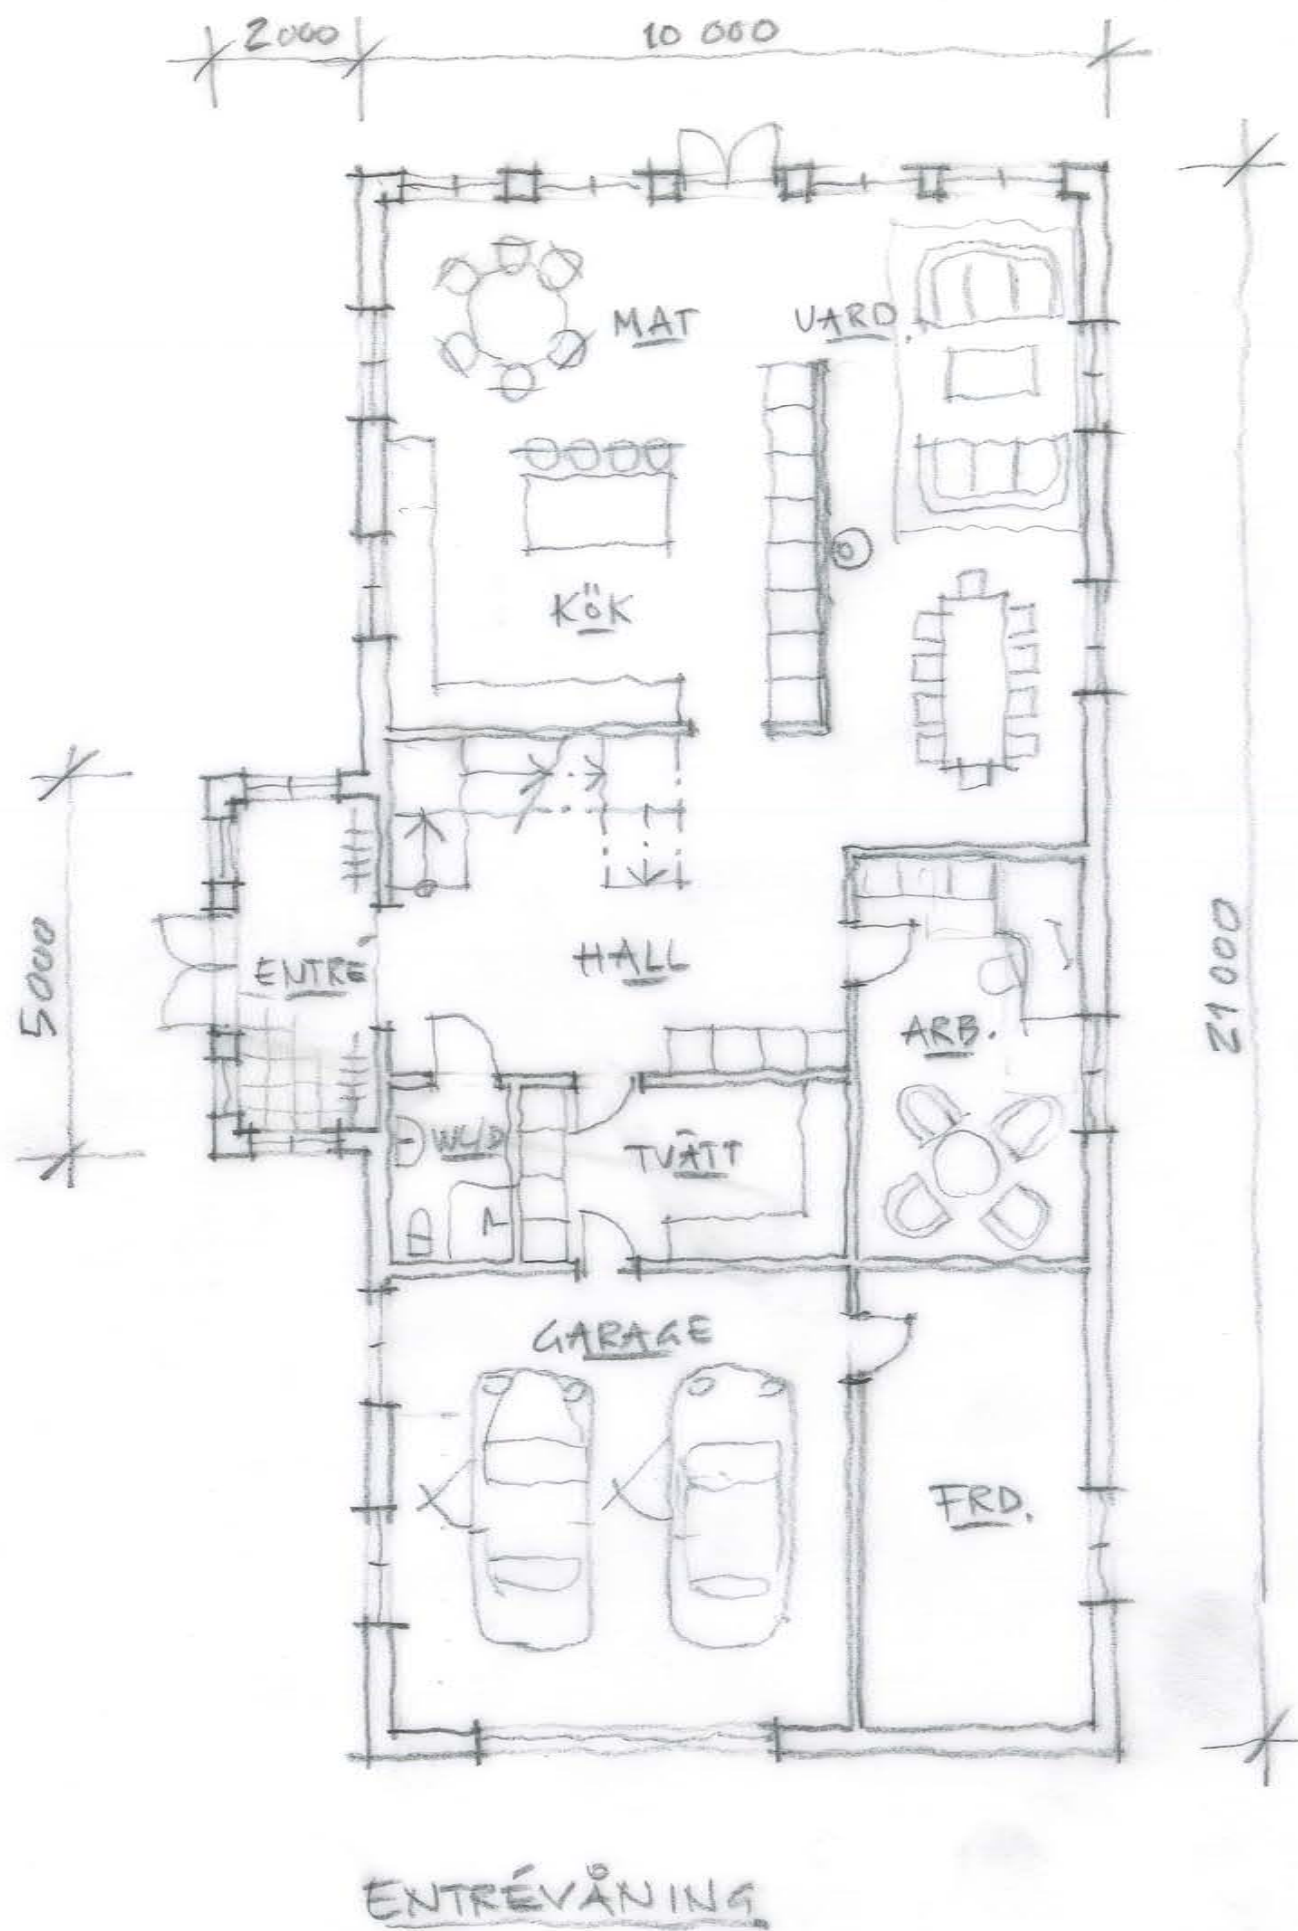 2000
10 000
MAT
VARD.
KÖK
5000
ENTRÉ
HALL
21 000
ARB.
WC/D
TVÄTT
GARAGE
FRD.
ENTRÉVÅNING